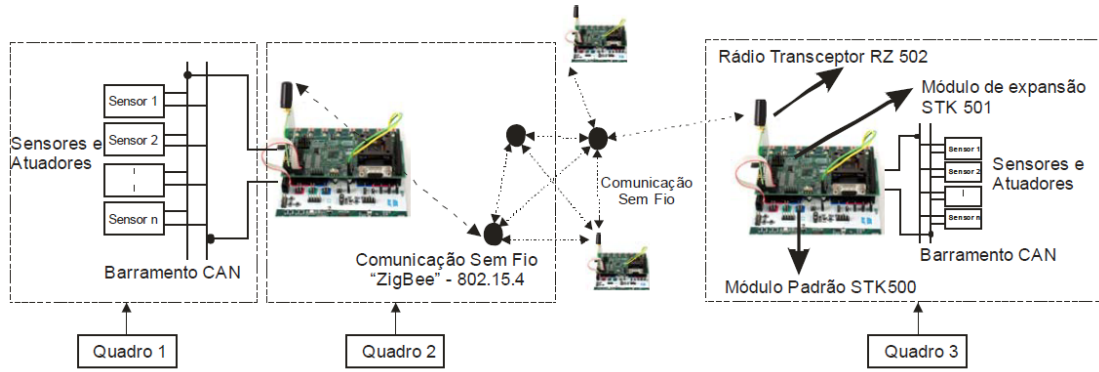 Sensores e
Atuadores
Sensor 1
Sensor 2
Sensor n
Barramento CAN
Quadro 1
Comunicação Sem Fio
“ZigBee” - 802.15.4
Quadro 2
Comunicação
Sem Fio
Rádio Transceptor RZ 502
Módulo de expansão
STK 501
Sensor 1
Sensor 2
Sensor n
Sensores e
Atuadores
Barramento CAN
Módulo Padrão STK500
Quadro 3